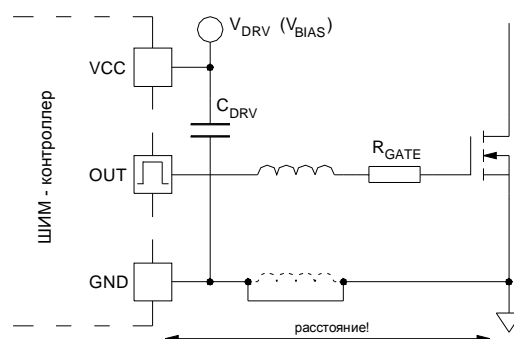 V_DRV (V_BIAS)
VCC
C_DRV
R_GATE
OUT
ШИМ - контроллер
GND
расстояние!